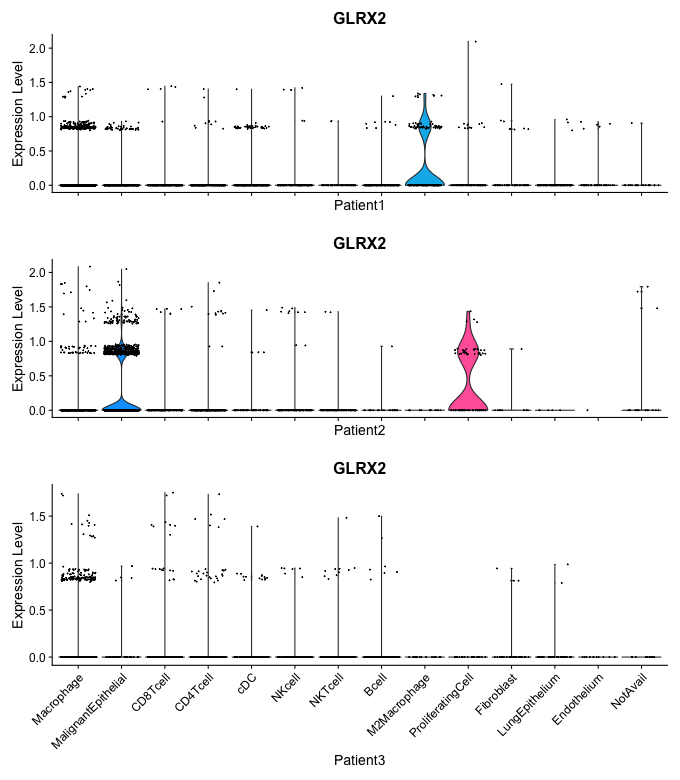 GLRX2
Expression Level
2.0
1.5
1.0
0.5
0.0
Patient1
GLRX2
Expression Level
2.0
1.5
1.0
0.5
0.0
Patient2
GLRX2
Expression Level
1.5
1.0
0.5
0.0
Macrophage
MalignantEpithelial
CD8Tcell
CD4Tcell
cDC
NKcell
NKTcell
Bcell
M2Macrophage
ProliferatingCell
Fibroblast
LungEpithelium
Endothelium
NotAvail
Patient3